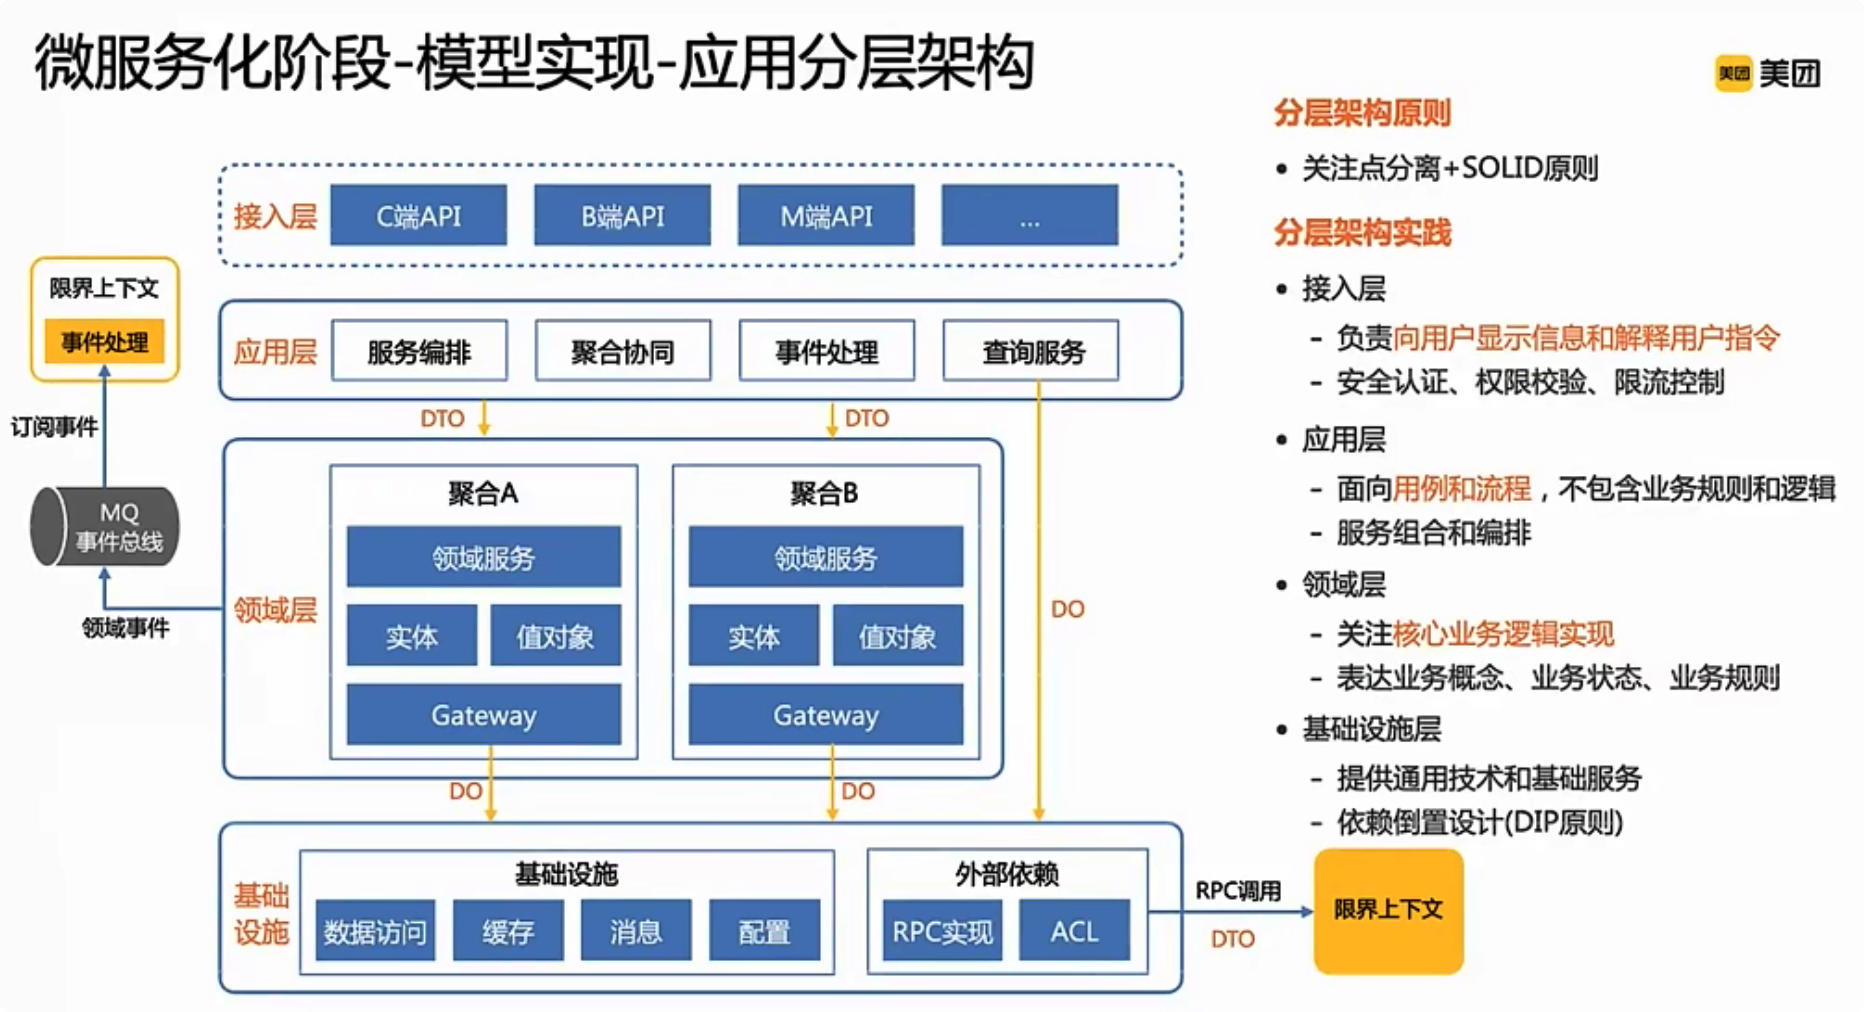 微服务化阶段-模型实现-应用分层架构
美团 美团
接入层
C端API
B端API
M端API
...
限界上下文
事件处理
应用层
服务编排
聚合协同
事件处理
查询服务
DTO
DTO
订阅事件
MQ
事件总线
领域事件
领域层
聚合A
领域服务
实体
值对象
Gateway
聚合B
领域服务
实体
值对象
Gateway
DO
DO
DO
基础
设施
基础设施
数据访问
缓存
消息
配置
外部依赖
RPC实现
ACL
RPC调用
DTO
限界上下文
分层架构原则
• 关注点分离+SOLID原则
分层架构实践
• 接入层
- 负责向用户显示信息和解释用户指令
- 安全认证、权限校验、限流控制
• 应用层
- 面向用例和流程，不包含业务规则和逻辑
- 服务组合和编排
• 领域层
- 关注核心业务逻辑实现
- 表达业务概念、业务状态、业务规则
• 基础设施层
- 提供通用技术和基础服务
- 依赖倒置设计(DIP原则)